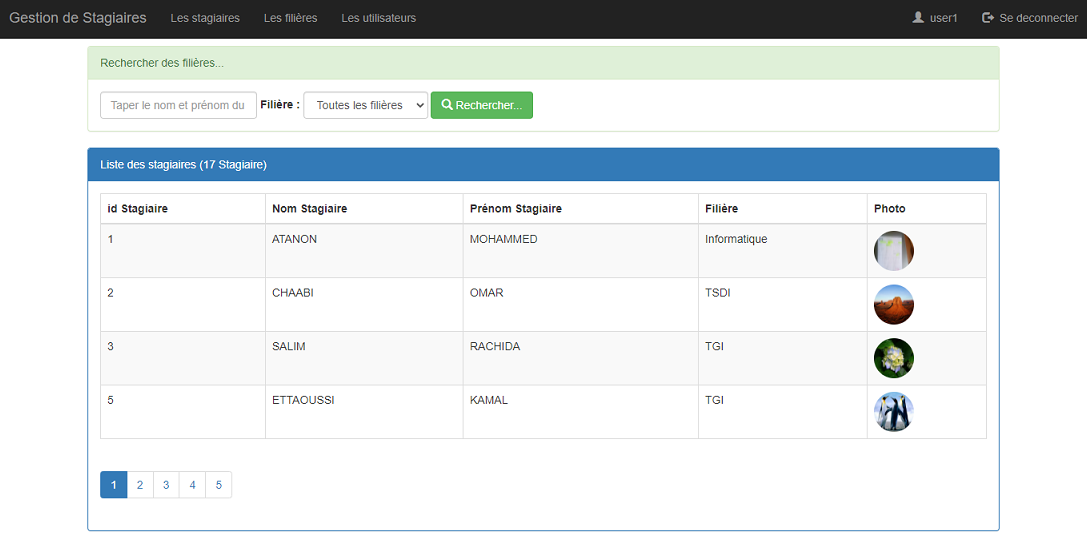 Gestion de Stagiaires Les stagiaires Les filières Les utilisateurs user1 Se deconnecter
Rechercher des filières...
Taper le nom et prénom du Filière : Toutes les filières Rechercher...
Liste des stagiaires (17 Stagiaire)
id Stagiaire Nom Stagiaire Prénom Stagiaire Filière Photo
1 ATANON MOHAMMED Informatique
2 CHAABI OMAR TSDI
3 SALIM RACHIDA TGI
5 ETTAOUSSI KAMAL TGI
1 2 3 4 5